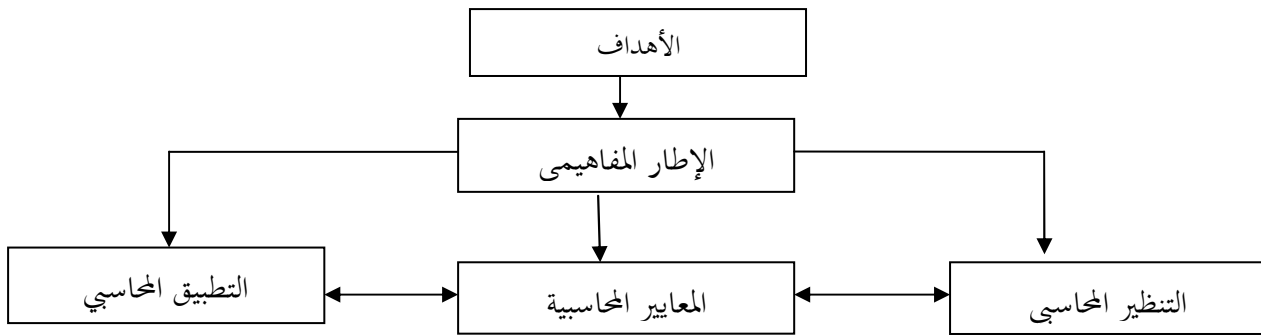 الأهداف
الإطار المفاهيمى
التنظير المحاسبى
المعايير المحاسبية
التطبيق المحاسبي